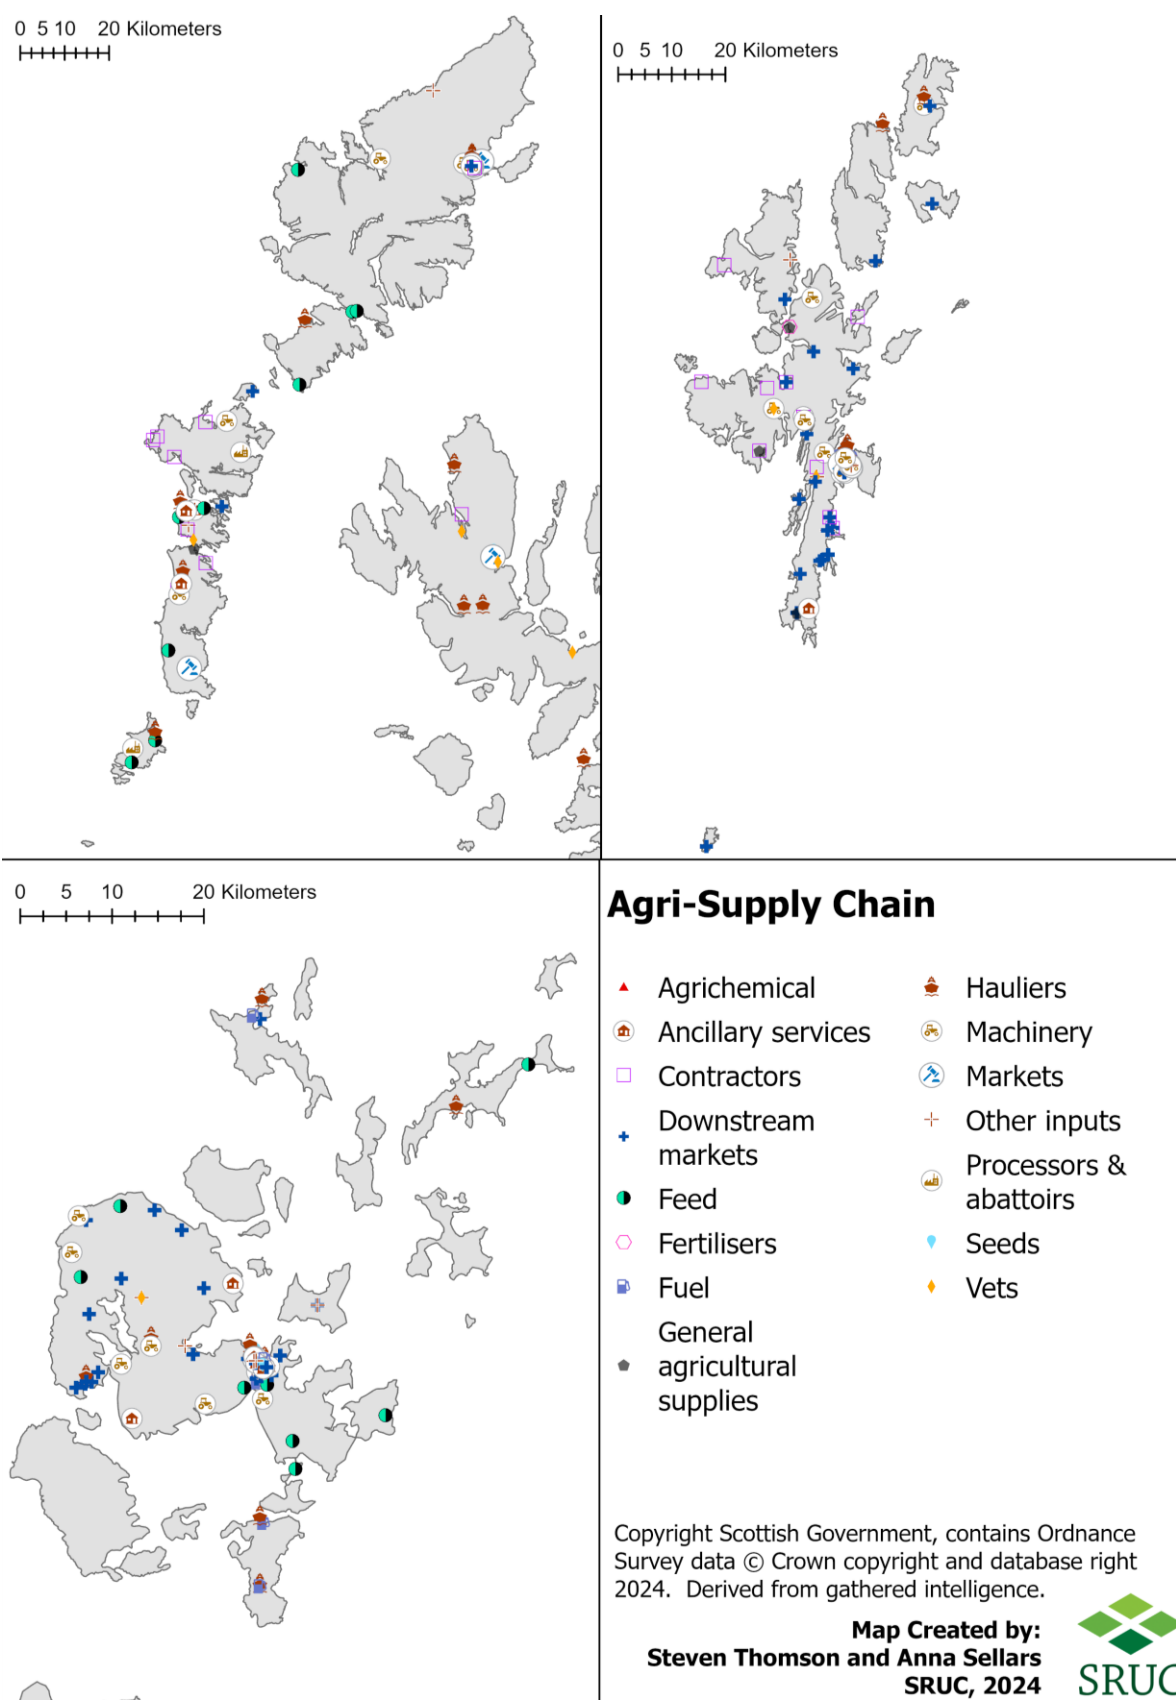 0 5 10 20 Kilometers
0 5 10 20 Kilometers
0 5 10 20 Kilometers
Agri-Supply Chain
Agrichemical
Ancillary services
Contractors
Downstream
markets
Feed
Fertilisers
Fuel
General
agricultural
supplies
Hauliers
Machinery
Markets
Other inputs
Processors &
abattoirs
Seeds
Vets
Copyright Scottish Government, contains Ordnance
Survey data © Crown copyright and database right
2024. Derived from gathered intelligence.
Map Created by:
Steven Thomson and Anna Sellars
SRUC, 2024
SRUC